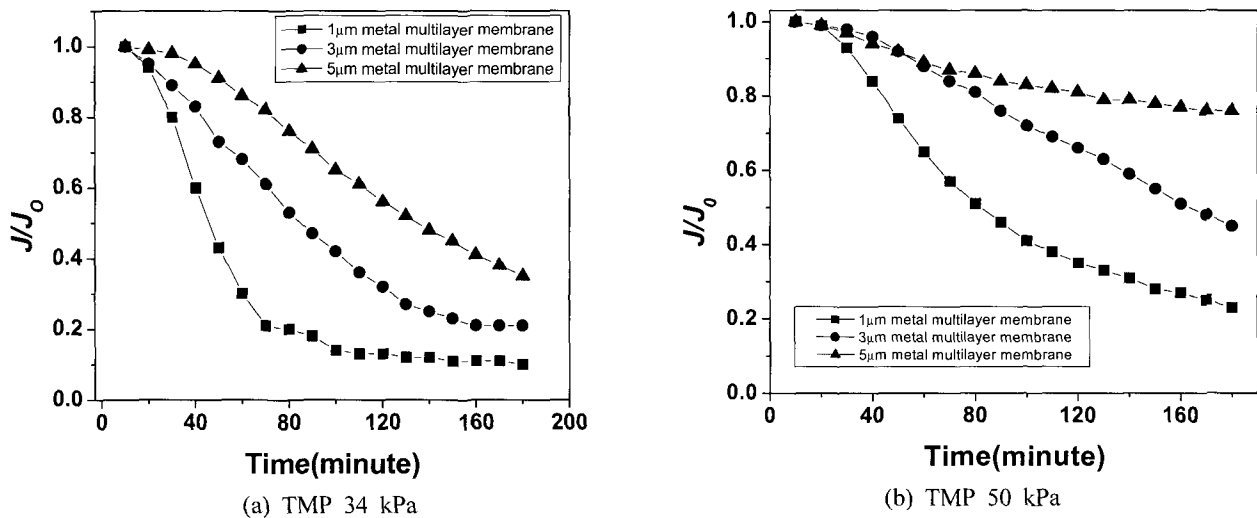 1μm metal multilayer membrane
3μm metal multilayer membrane
5μm metal multilayer membrane
1.0
0.8
0.6
0.4
0.2
0.0
J/Jo
0 40 80 120 160 200
Time(minute)
(a) TMP 34 kPa
1.0
0.8
0.6
0.4
0.2
0.0
J/J0
1μm metal multilayer membrane
3μm metal multilayer membrane
5μm metal multilayer membrane
0 40 80 120 160
Time(minute)
(b) TMP 50 kPa